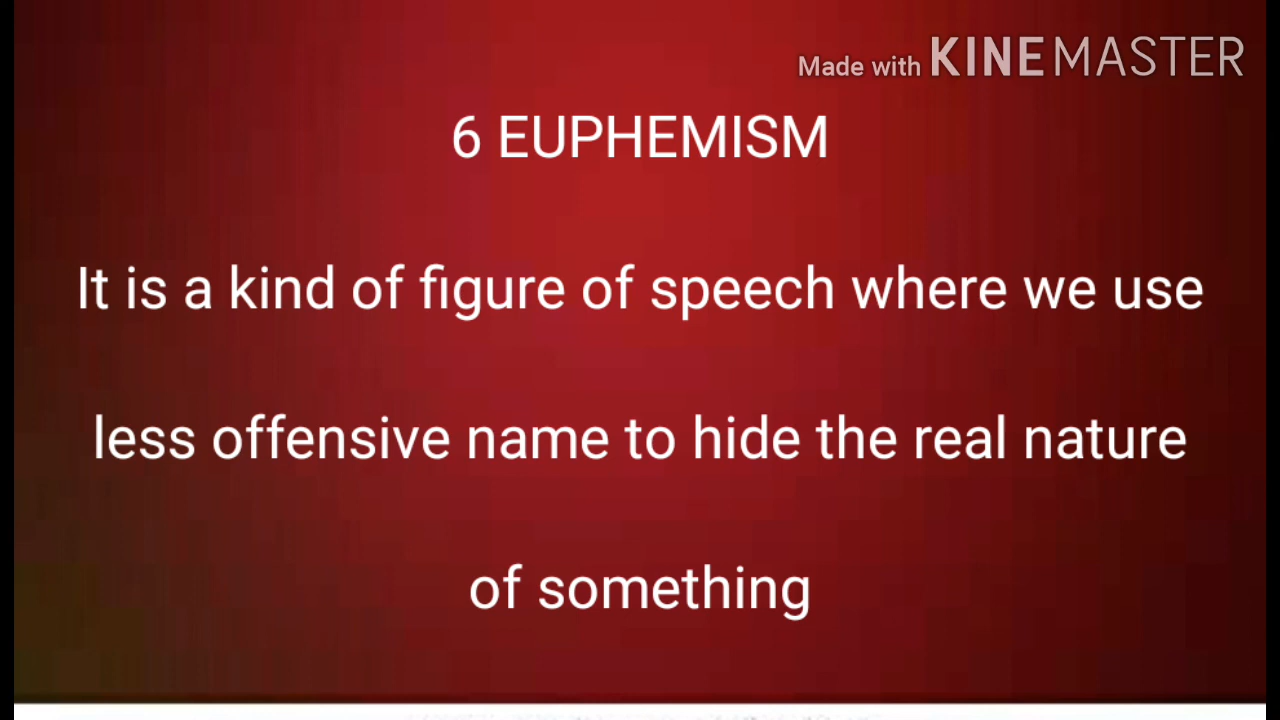 Made with KINEMASTER
6 EUPHEMISM
It is a kind of figure of speech where we use
less offensive name to hide the real nature
of something